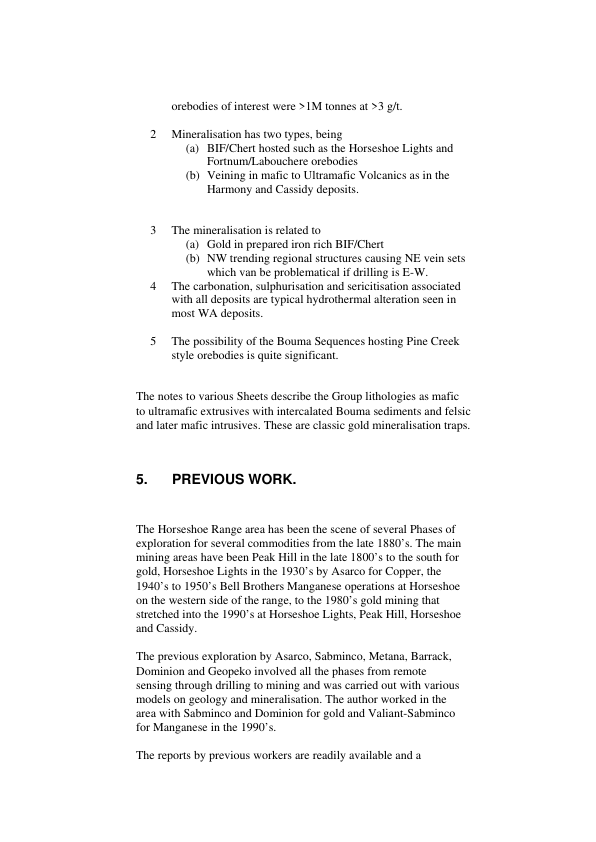 orebodies of interest were >1M tonnes at >3 g/t.
2 Mineralisation has two types, being
(a) BIF/Chert hosted such as the Horseshoe Lights and
Fortnum/Labouchere orebodies
(b) Veining in mafic to Ultramafic Volcanics as in the
Harmony and Cassidy deposits.
3 The mineralisation is related to
(a) Gold in prepared iron rich BIF/Chert
(b) NW trending regional structures causing NE vein sets
which van be problematical if drilling is E-W.
4 The carbonation, sulphurisation and sericitisation associated
with all deposits are typical hydrothermal alteration seen in
most WA deposits.
5 The possibility of the Bouma Sequences hosting Pine Creek
style orebodies is quite significant.
The notes to various Sheets describe the Group lithologies as mafic
to ultramafic extrusives with intercalated Bouma sediments and felsic
and later mafic intrusives. These are classic gold mineralisation traps.
5. PREVIOUS WORK.
The Horseshoe Range area has been the scene of several Phases of
exploration for several commodities from the late 1880’s. The main
mining areas have been Peak Hill in the late 1800’s to the south for
gold, Horseshoe Lights in the 1930’s by Asarco for Copper, the
1940’s to 1950’s Bell Brothers Manganese operations at Horseshoe
on the western side of the range, to the 1980’s gold mining that
stretched into the 1990’s at Horseshoe Lights, Peak Hill, Horseshoe
and Cassidy.
The previous exploration by Asarco, Sabminco, Metana, Barrack,
Dominion and Geopeko involved all the phases from remote
sensing through drilling to mining and was carried out with various
models on geology and mineralisation. The author worked in the
area with Sabminco and Dominion for gold and Valiant-Sabminco
for Manganese in the 1990’s.
The reports by previous workers are readily available and a